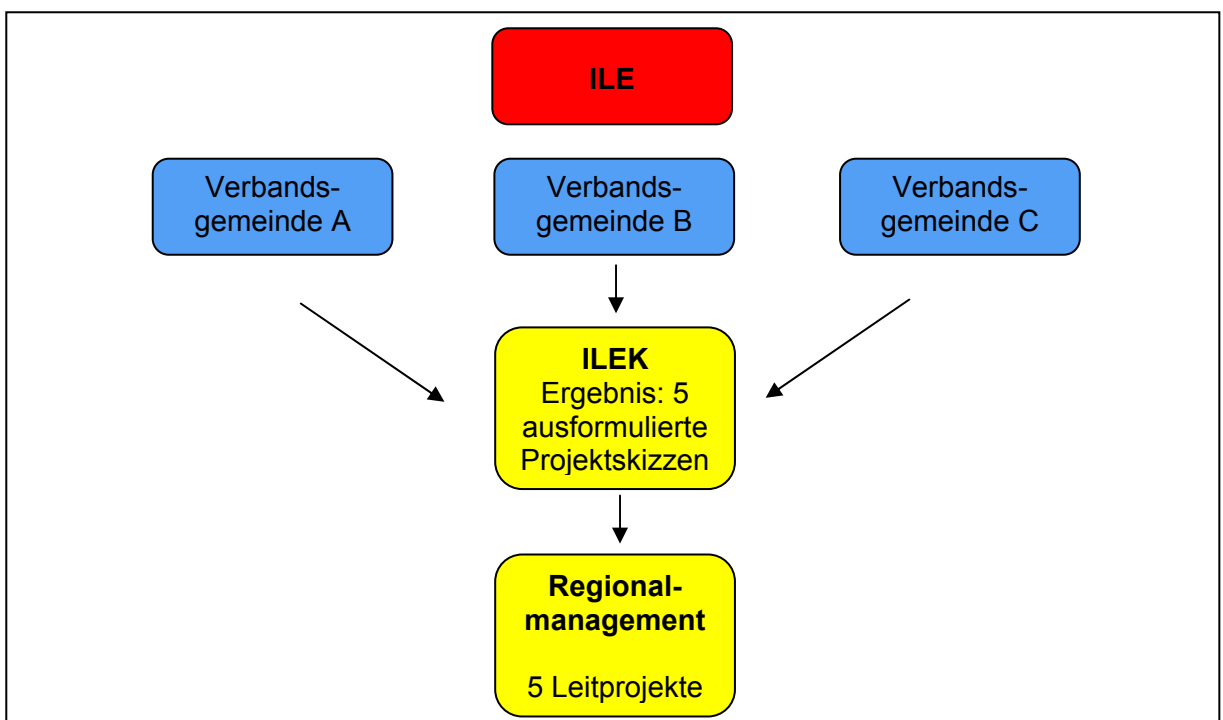 ILE
Verbands-
gemeinde A
Verbands-
gemeinde B
Verbands-
gemeinde C
ILEK
Ergebnis: 5
ausformulierte
Projektskizzen
Regional-
management
5 Leitprojekte